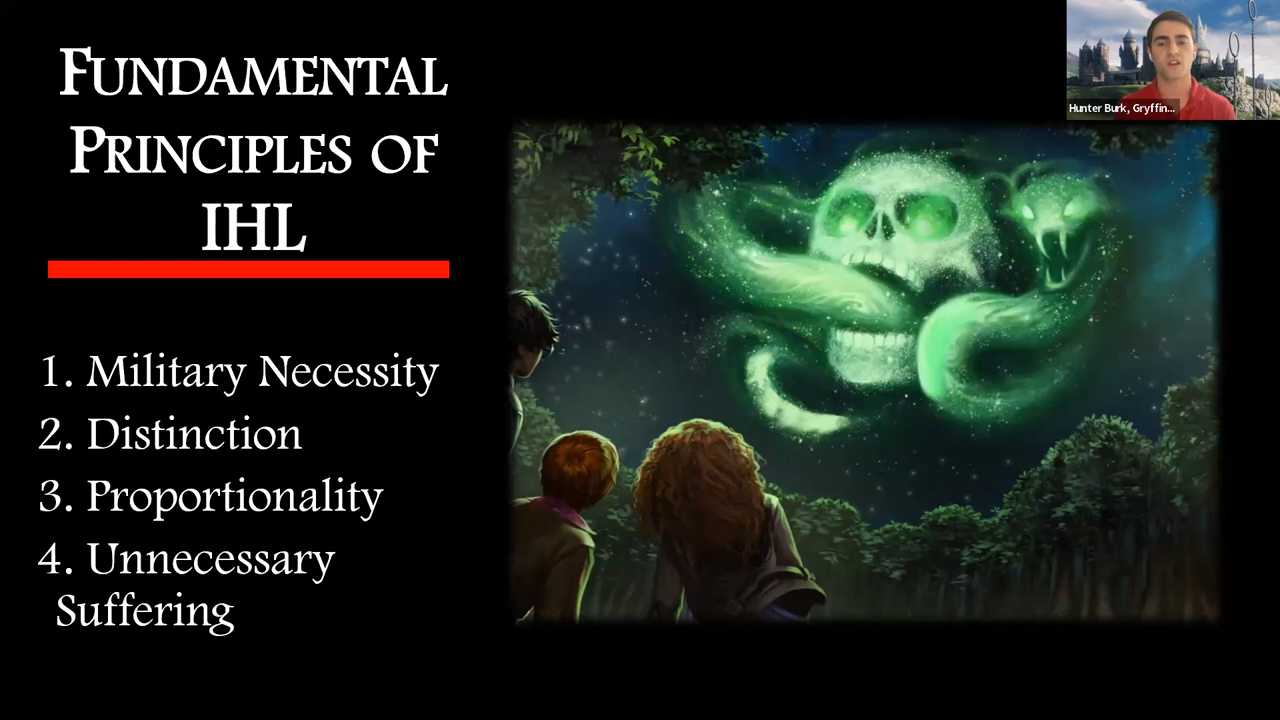 FUNDAMENTAL
PRINCIPLES OF
IHL
1. Military Necessity
2. Distinction
3. Proportionality
4. Unnecessary
Suffering
Hunter Burk, Gryffin...